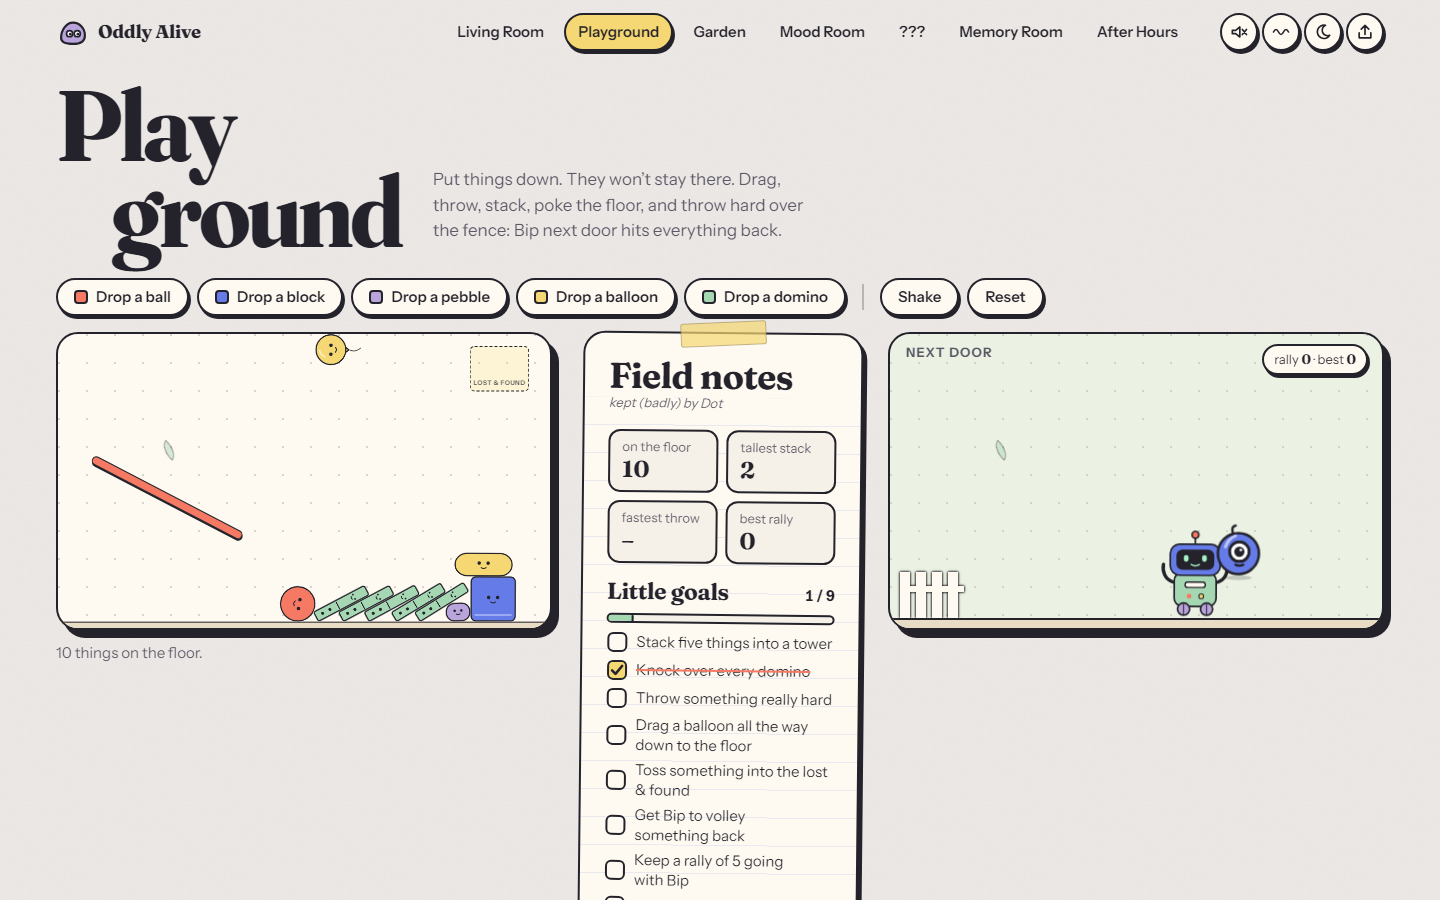 Oddly Alive
Living Room
Playground
Garden
Mood Room
???
Memory Room
After Hours
Play
ground
Put things down. They won’t stay there. Drag,
throw, stack, poke the floor, and throw hard over
the fence: Bip next door hits everything back.
Drop a ball
Drop a block
Drop a pebble
Drop a balloon
Drop a domino
Shake
Reset
LOST & FOUND
10 things on the floor.
Field notes
kept (badly) by Dot
on the floor
10
tallest stack
2
fastest throw
–
best rally
0
Little goals
1 / 9
Stack five things into a tower
Knock over every domino
Throw something really hard
Drag a balloon all the way
down to the floor
Toss something into the lost
& found
Get Bip to volley
something back
Keep a rally of 5 going
with Bip
NEXT DOOR
rally 0 · best 0